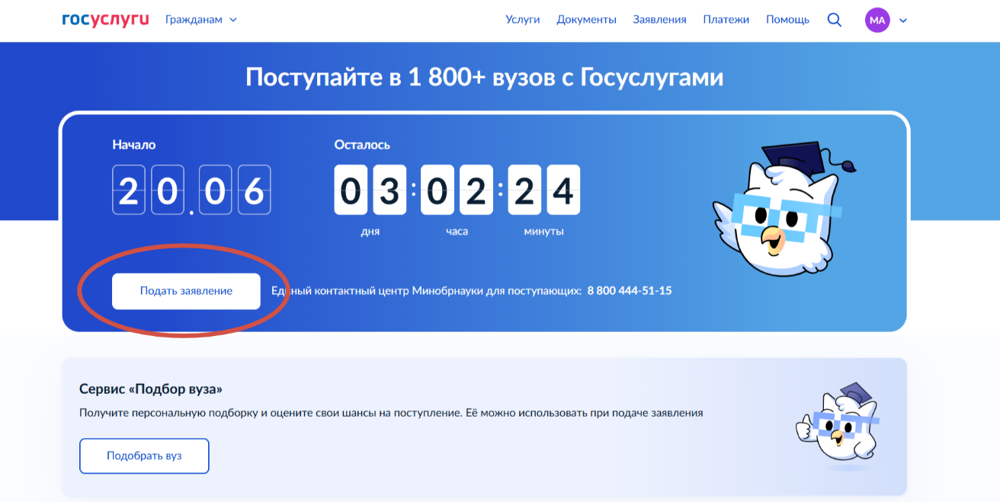 госуслуги Гражданам Услуги Документы Заявления Платежи Помощь МА
Поступайте в 1 800+ вузов с Госуслугами
Начало Осталось
20.06 03:02:24
дня часа минуты
Подать заявление Единый контактный центр Минобрнауки для поступающих: 8 800 444-51-15
Сервис «Подбор вуза»
Получите персональную подборку и оцените свои шансы на поступление. Её можно использовать при подаче заявления
Подобрать вуз